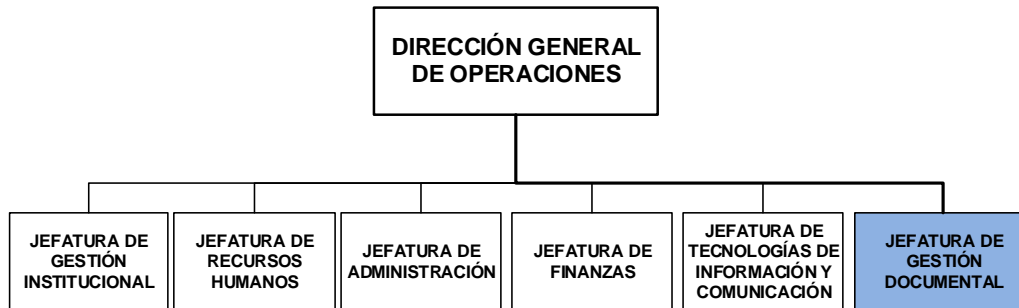 DIRECCIÓN GENERAL
DE OPERACIONES
JEFATURA DE
GESTIÓN
INSTITUCIONAL
JEFATURA DE
RECURSOS
HUMANOS
JEFATURA DE
ADMINISTRACIÓN
JEFATURA DE
FINANZAS
JEFATURA DE
TECNOLOGÍAS DE
INFORMACIÓN Y
COMUNICACIÓN
JEFATURA DE
GESTIÓN
DOCUMENTAL